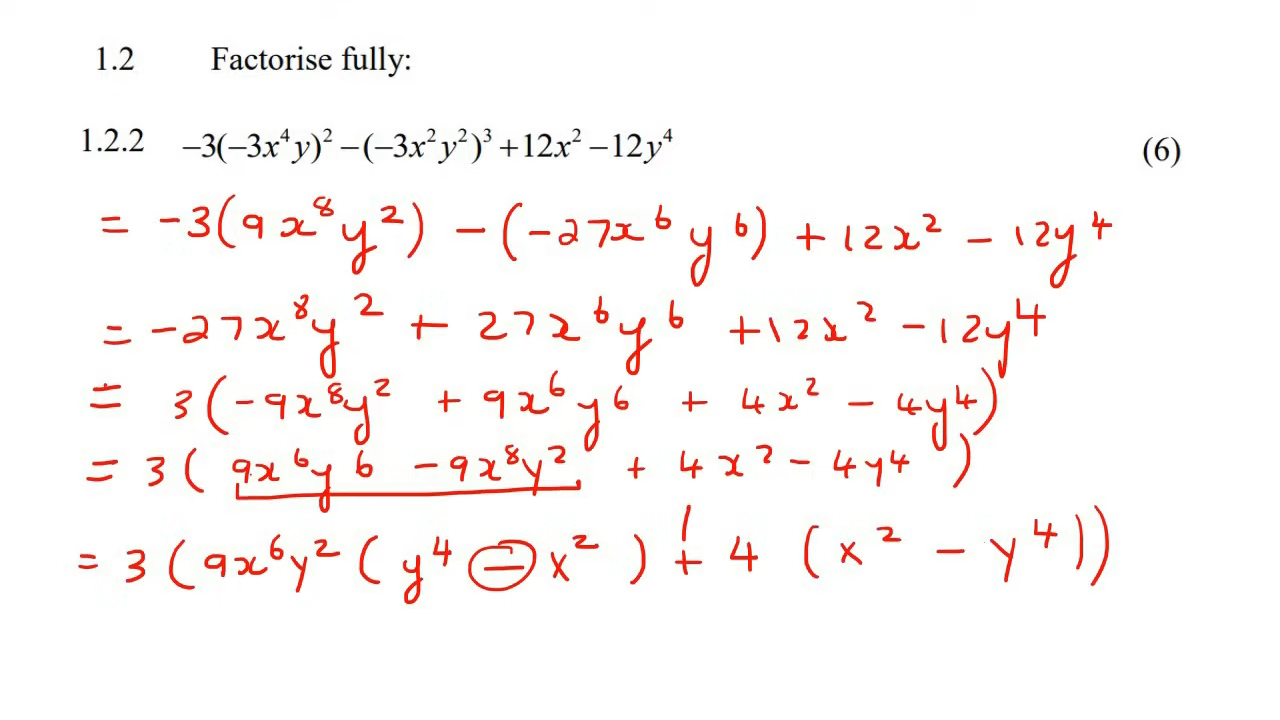 1.2 Factorise fully:
1.2.2 −3(−3x⁴y)² −(−3x²y²)³ +12x² −12y⁴ (6)
= −3(9x⁸y²) − (−27x⁶y⁶) + 12x² − 12y⁴
= −27x⁸y² + 27x⁶y⁶ + 12x² − 12y⁴
= 3(−9x⁸y² + 9x⁶y⁶ + 4x² − 4y⁴)
= 3(9x⁶y⁶ − 9x⁸y² + 4x² − 4y⁴)
= 3(9x⁶y²(y⁴ − x²) + 4(x² − y⁴))